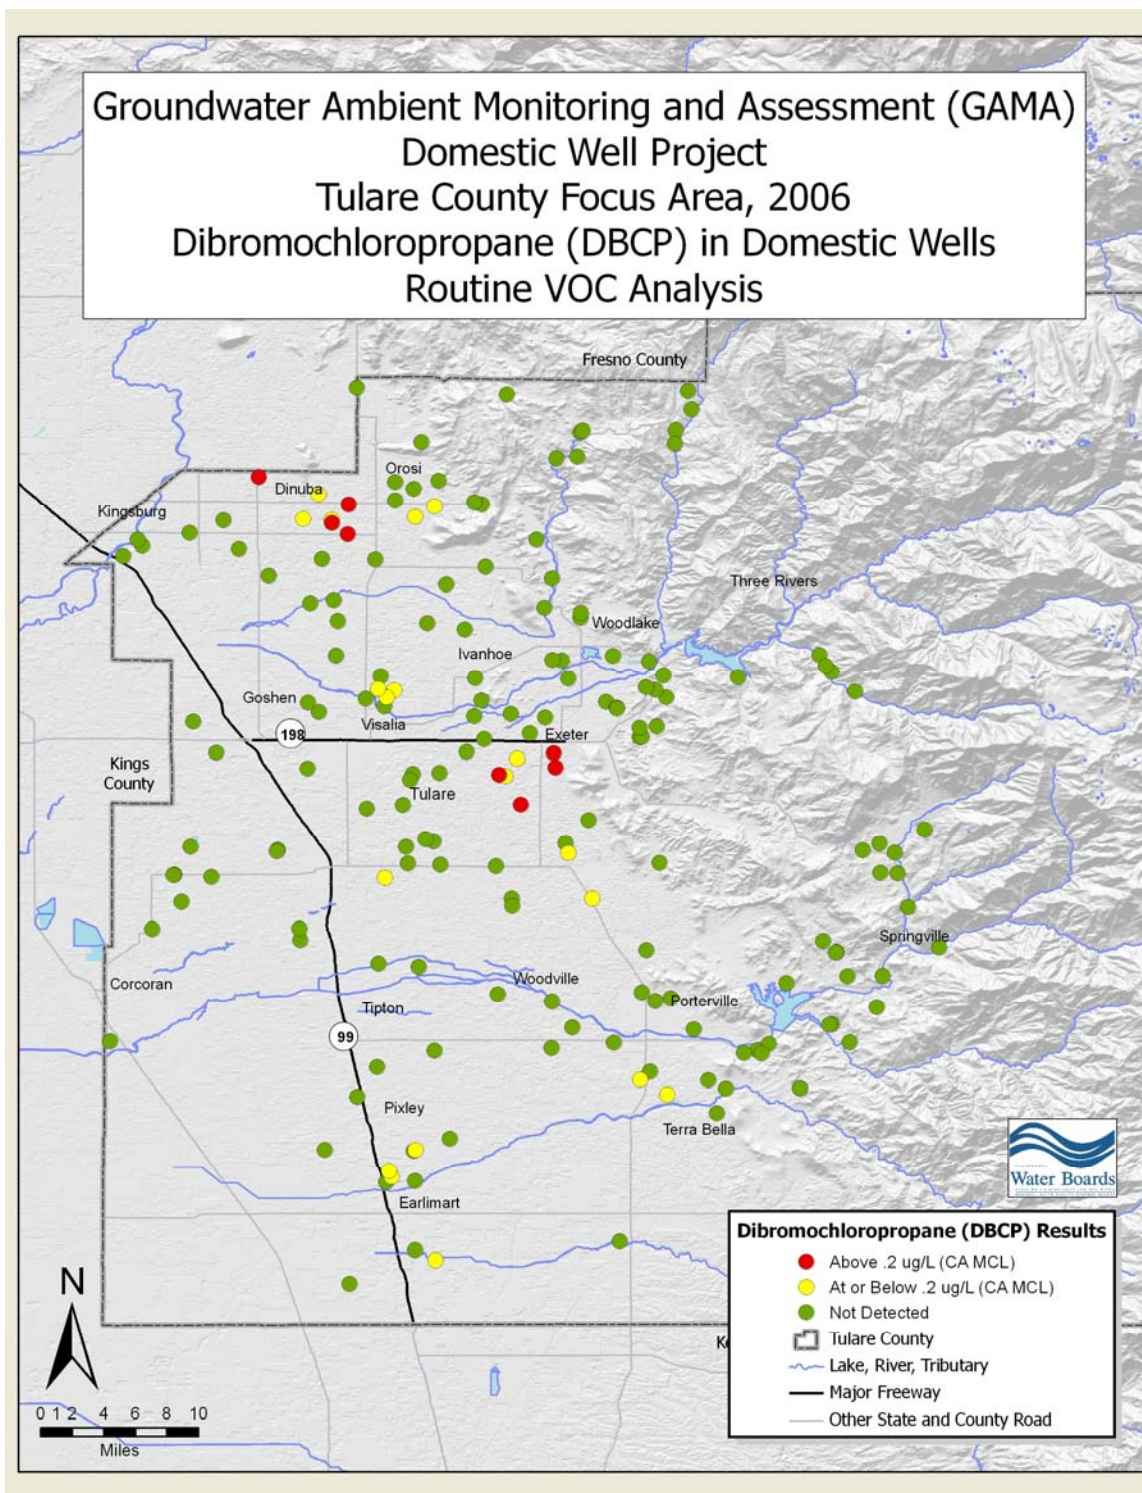 Groundwater Ambient Monitoring and Assessment (GAMA)
Domestic Well Project
Tulare County Focus Area, 2006
Dibromochloropropane (DBCP) in Domestic Wells
Routine VOC Analysis
Fresno County
Orosi
Dinuba
Kingsburg
Three Rivers
Woodlake
Ivanhoe
Goshen
Visalia
198
Exeter
Kings
County
Tulare
Springville
Corcoran
Woodville
Porterville
Tipton
99
Pixley
Terra Bella
Water Boards
Earlimart
Dibromochloropropane (DBCP) Results
Above .2 ug/L (CA MCL)
At or Below .2 ug/L (CA MCL)
Not Detected
Tulare County
Lake, River, Tributary
Major Freeway
Other State and County Road
N
0 1 2 4 6 8 10
Miles